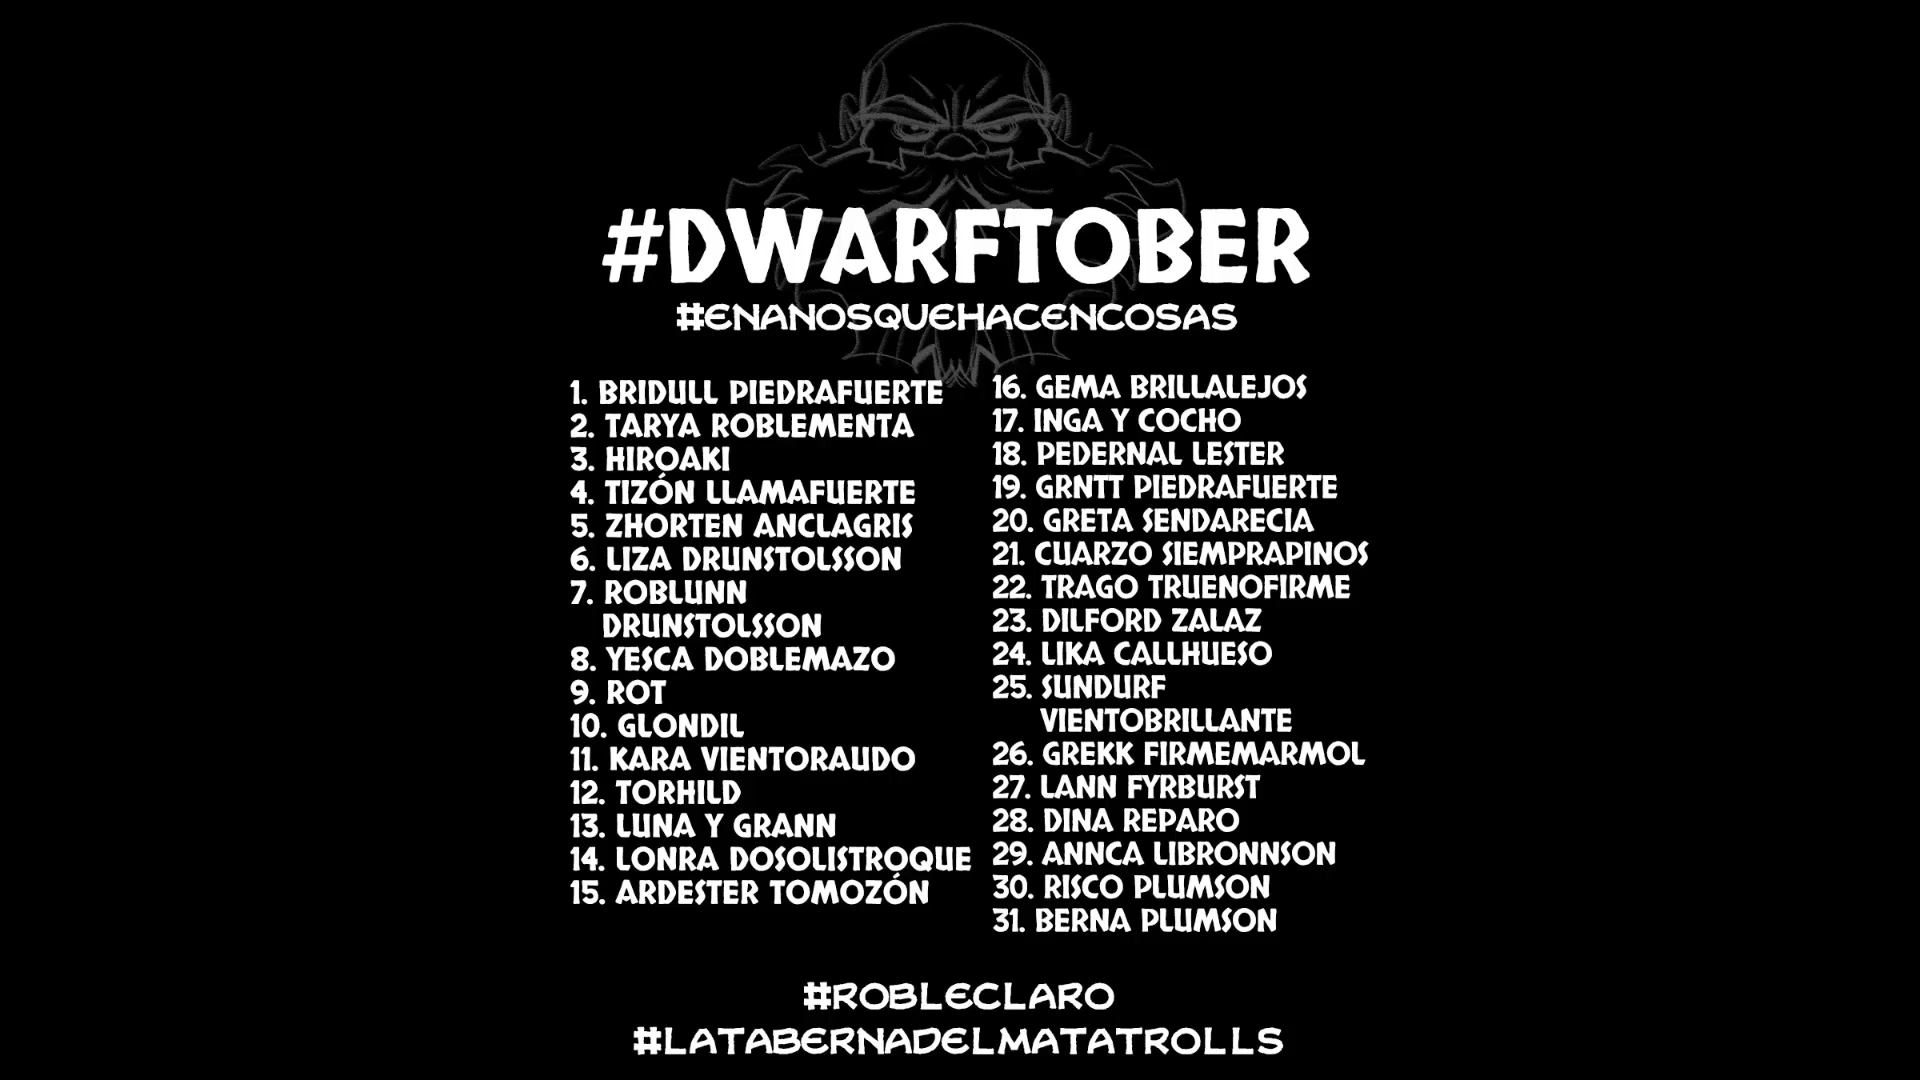 #DWARFTOBER
#ENANOSQUEHACENCOSAS
1. BRIDULL PIEDRAFUERTE
2. TARYA ROBLEMENTA
3. HIROAKI
4. TIZÓN LLAMAFUERTE
5. ZHORTEN ANCLAGRIS
6. LIZA DRUNSTOLSSON
7. ROBLUNN
DRUNSTOLSSON
8. YESCA DOBLEMAZO
9. ROT
10. GLONDIL
11. KARA VIENTORAUDO
12. TORHILD
13. LUNA Y GRANN
14. LONRA DOSOLISTROQUE
15. ARDESTER TOMOZÓN
16. GEMA BRILLALEJOS
17. INGA Y COCHO
18. PEDERNAL LESTER
19. GRNTT PIEDRAFUERTE
20. GRETA SENDARECIA
21. CUARZO SIEMPRAPINOS
22. TRAGO TRUENOFIRME
23. DILFORD ZALAZ
24. LIKA CALLHUESO
25. SUNDURF
VIENTOBRILLANTE
26. GREKK FIRMEMARMOL
27. LANN FYRBURST
28. DINA REPARO
29. ANNCA LIBRONNSON
30. RISCO PLUMSON
31. BERNA PLUMSON
#ROBLECLARO
#LATABERNADELMATATROLLS